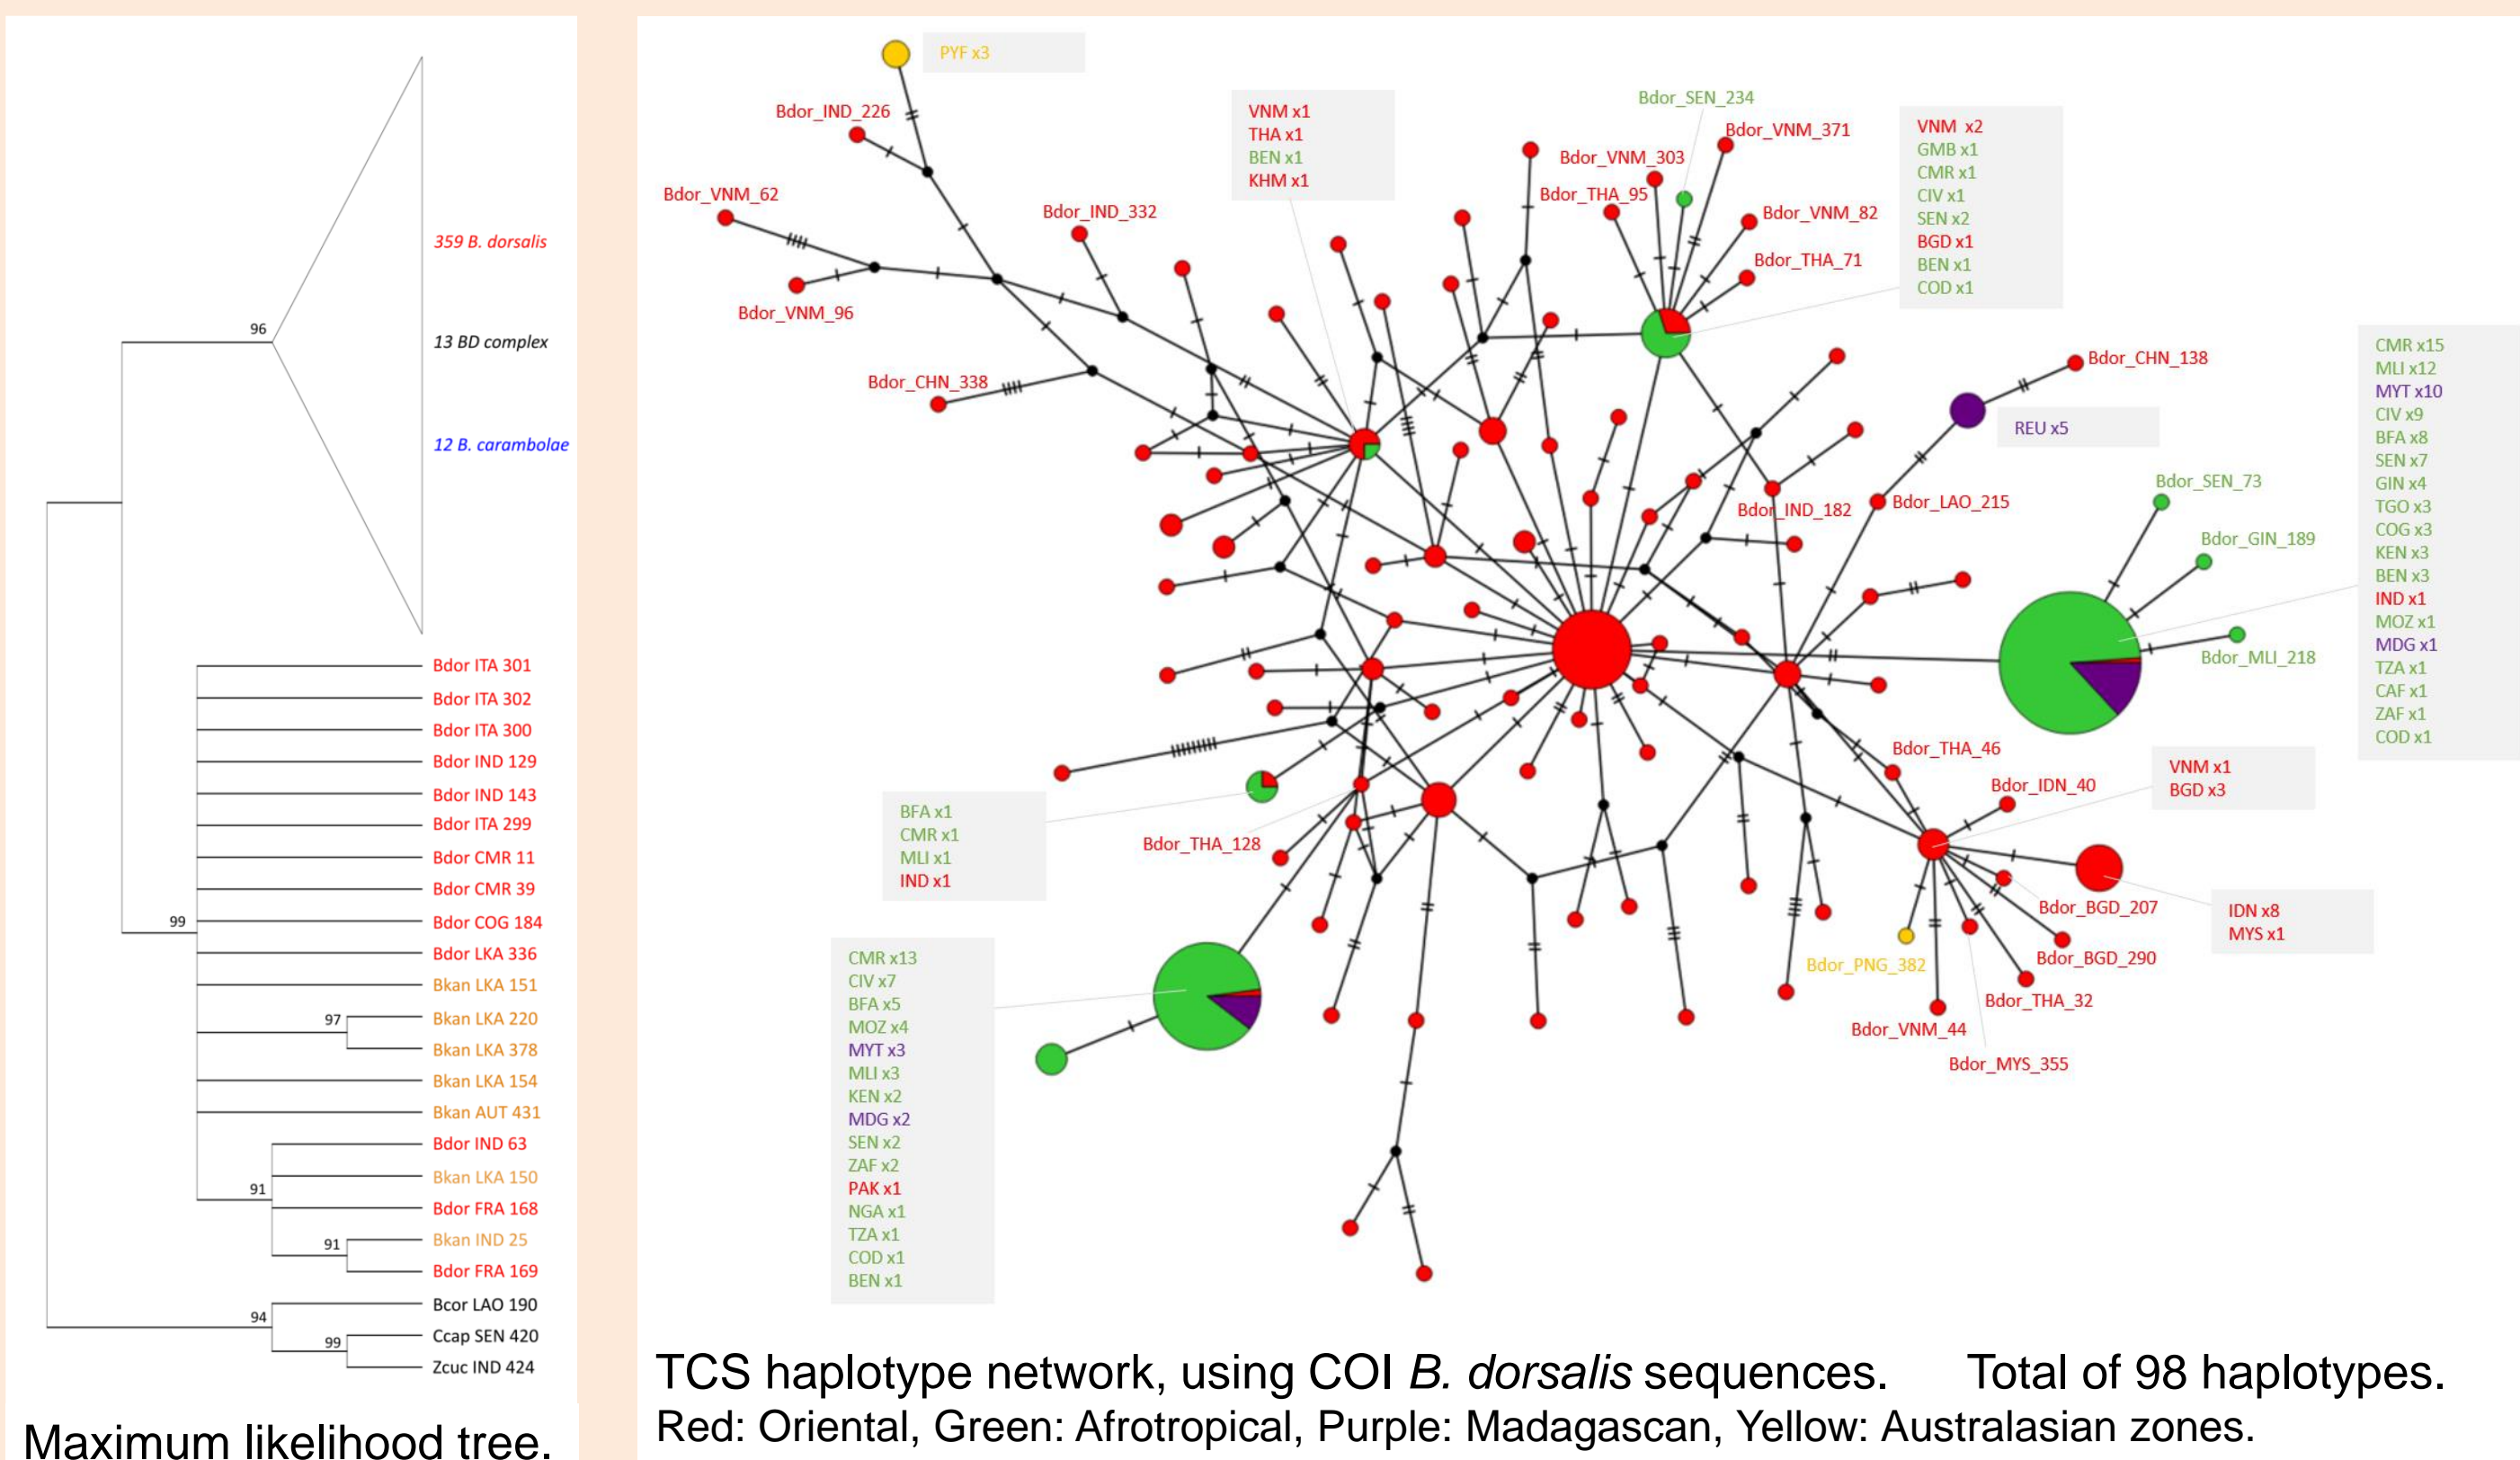 96
359 B. dorsalis
13 BD complex
12 B. carambolae
99
Bdor ITA 301
Bdor ITA 302
Bdor ITA 300
Bdor IND 129
Bdor IND 143
Bdor ITA 299
Bdor CMR 11
Bdor CMR 39
Bdor COG 184
Bdor LKA 336
Bkan LKA 151
97
Bkan LKA 220
Bkan LKA 378
Bkan LKA 154
Bkan AUT 431
91
Bdor IND 63
Bkan LKA 150
Bdor FRA 168
91
Bkan IND 25
Bdor FRA 169
94
Bcor LAO 190
99
Ccap SEN 420
Zcuc IND 424
Maximum likelihood tree.
PYF x3
Bdor_IND_226
Bdor_VNM_62
Bdor_VNM_96
Bdor_IND_332
Bdor_CHN_338
VNM x1
THA x1
BEN x1
KHM x1
Bdor_SEN_234
Bdor_VNM_371
Bdor_VNM_303
Bdor_THA_95
Bdor_VNM_82
Bdor_THA_71
VNM x2
GMB x1
CMR x1
CIV x1
SEN x2
BGD x1
BEN x1
COD x1
Bdor_CHN_138
REU x5
Bdor_IND_182
Bdor_LAO_215
Bdor_SEN_73
Bdor_GIN_189
Bdor_MLI_218
CMR x15
MLI x12
MYT x10
CIV x9
BFA x8
SEN x7
GIN x4
TGO x3
COG x3
KEN x3
BEN x3
IND x1
MOZ x1
MDG x1
TZA x1
CAF x1
ZAF x1
COD x1
Bdor_THA_46
VNM x1
BGD x3
Bdor_IDN_40
BFA x1
CMR x1
MLI x1
IND x1
Bdor_THA_128
Bdor_BGD_207
IDN x8
MYS x1
Bdor_PNG_382
Bdor_BGD_290
Bdor_THA_32
Bdor_VNM_44
Bdor_MYS_355
CMR x13
CIV x7
BFA x5
MOZ x4
MYT x3
MLI x3
KEN x2
MDG x2
SEN x2
ZAF x2
PAK x1
NGA x1
TZA x1
COD x1
BEN x1
TCS haplotype network, using COI B. dorsalis sequences. Total of 98 haplotypes.
Red: Oriental, Green: Afrotropical, Purple: Madagascan, Yellow: Australasian zones.